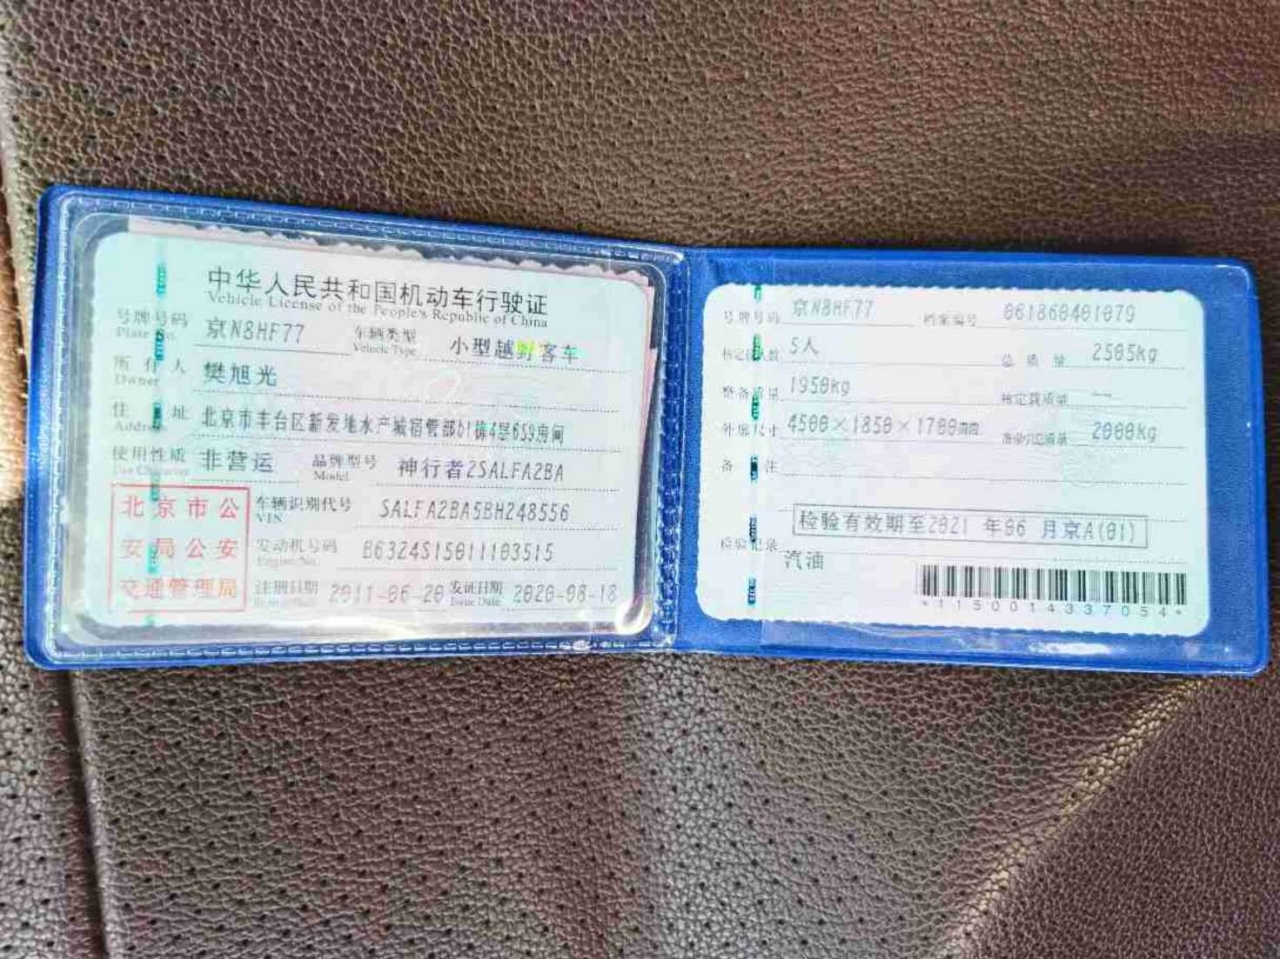 中华人民共和国机动车行驶证
Vehicle License of the People's Republic of China
号牌号码 京N8HF77 车辆类型 小型越野客车
Plate No. Vehicle Type
所有人 樊旭光
Owner
住址 北京市丰台区新发地水产城宿管部b1栋4层659房间
Address
使用性质 非营运 品牌型号 神行者2SALFA2BA
Use Character Model
北京市公
安局公安
交通管理局
车辆识别代号 SALFA2BA5BH248556
VIN
发动机号码 B6324S15011103515
Engine No.
注册日期 2011-06-20 发证日期 2020-08-18
Issue Date
号牌号码 京N8HF77 档案编号 061860401079
核定载人数 5人 总质量 2505kg
整备质量 1950kg 核定载质量 —
外廓尺寸 4500×1850×1700mm 2000kg
备注
检验有效期至2021年06月京A(01)
检验记录
汽油
*1150014337054*